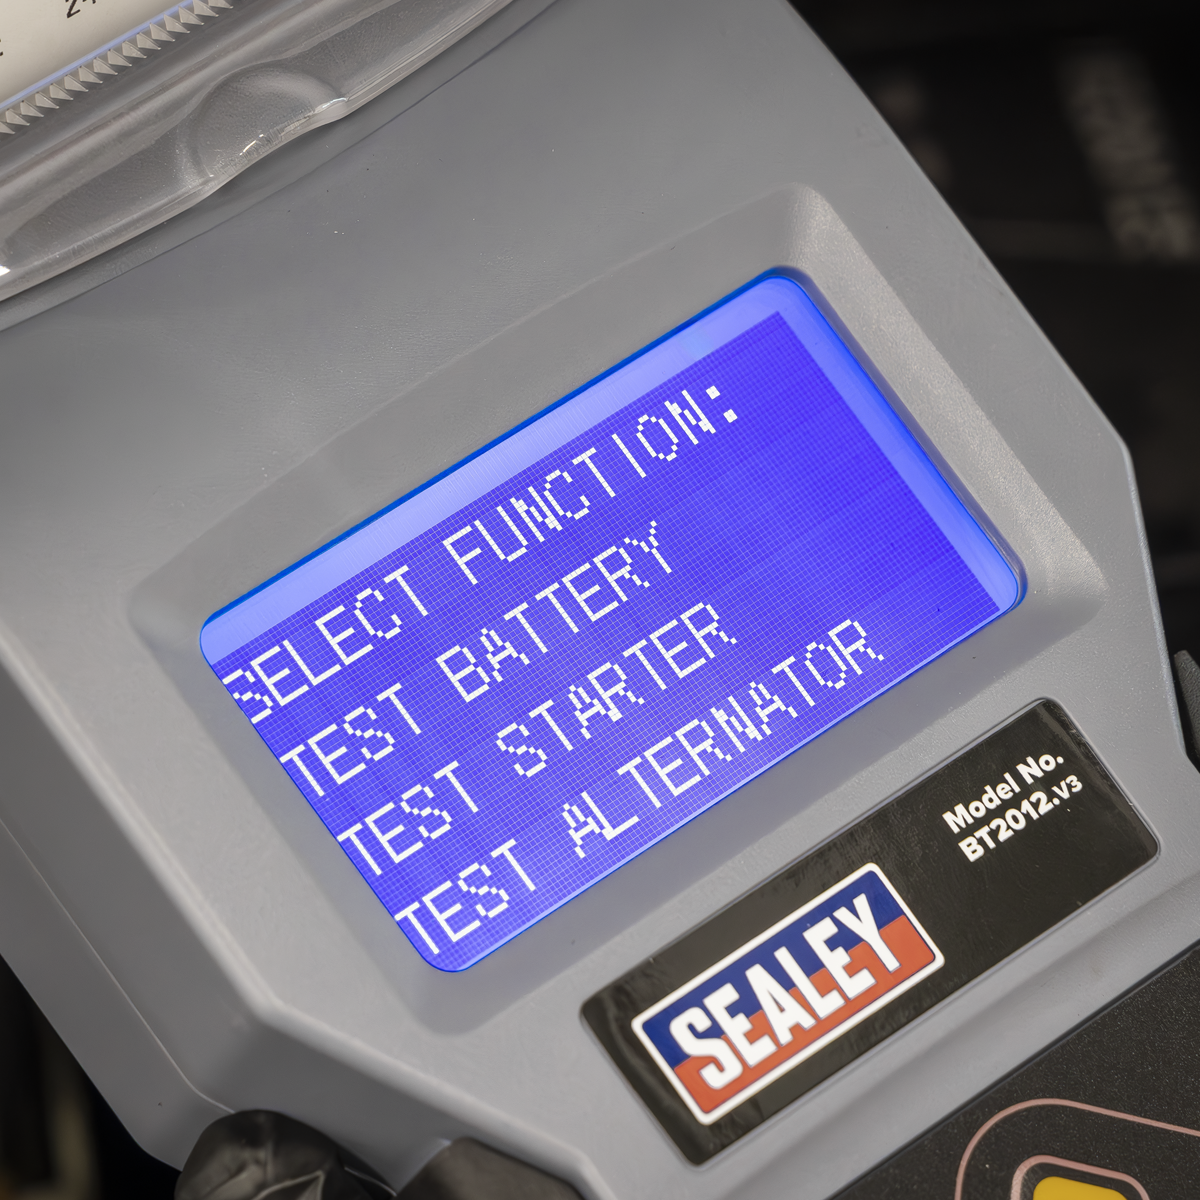 SELECT FUNCTION:
TEST BATTERY
TEST STARTER
TEST ALTERNATOR
Model No.
BT2012.V3
SEALEY